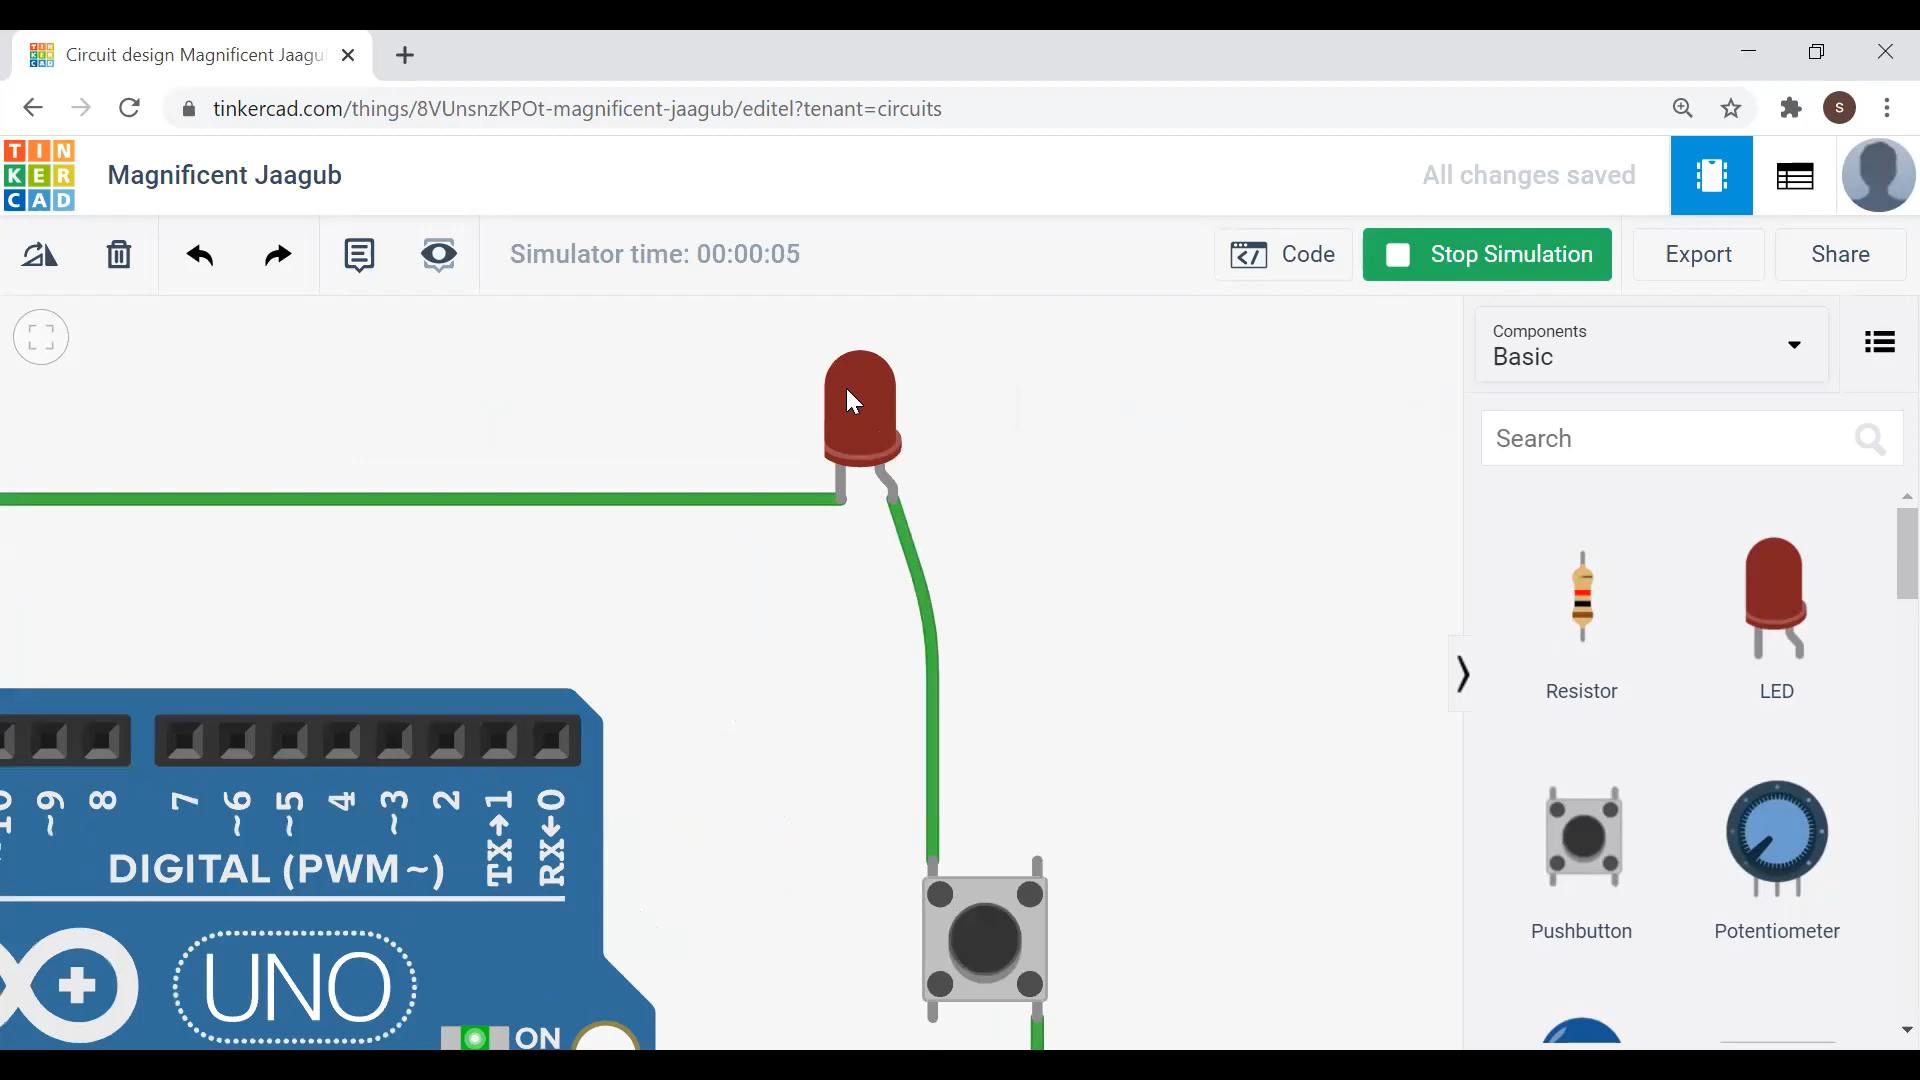 Circuit design Magnificent Jaagu
tinkercad.com/things/8VUnsnzKPOt-magnificent-jaagub/editel?tenant=circuits
S
TIN
KER
CAD
Magnificent Jaagub
All changes saved
Simulator time: 00:00:05
Code
Stop Simulation
Export
Share
Components
Basic
Search
Resistor
LED
Pushbutton
Potentiometer
~9 8 7 ~6 ~5 4 ~3 2 TX→1 RX←0
DIGITAL (PWM ~)
UNO
ON